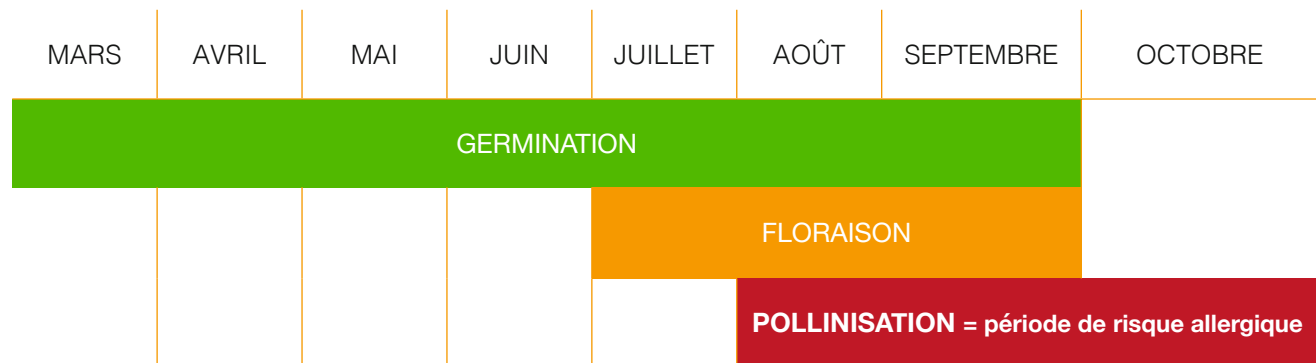 MARS AVRIL MAI JUIN JUILLET AOÛT SEPTEMBRE OCTOBRE
GERMINATION
FLORAISON
POLLINISATION = période de risque allergique